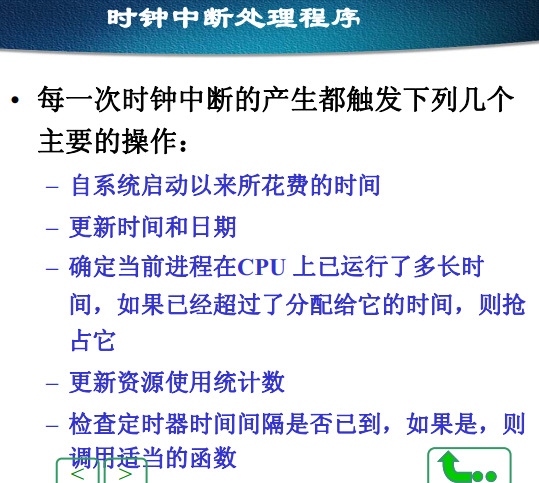 时钟中断处理程序
• 每一次时钟中断的产生都触发下列几个
主要的操作：
– 自系统启动以来所花费的时间
– 更新时间和日期
– 确定当前进程在CPU 上已运行了多长时
间，如果已经超过了分配给它的时间，则抢
占它
– 更新资源使用统计数
– 检查定时器时间间隔是否已到，如果是，则
调用适当的函数
< >